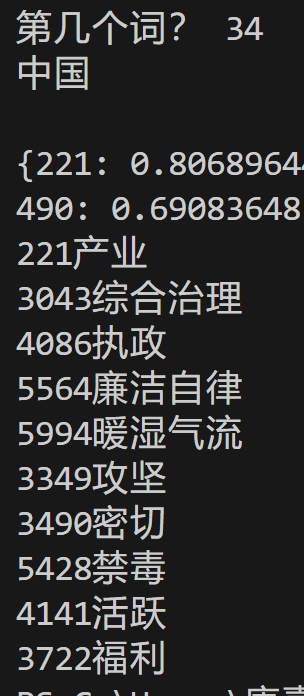 第几个词? 34
中国
{221: 0.8068964
490: 0.69083648
221产业
3043综合治理
4086执政
5564廉洁自律
5994暖湿气流
3349攻坚
3490密切
5428禁毒
4141活跃
3722福利